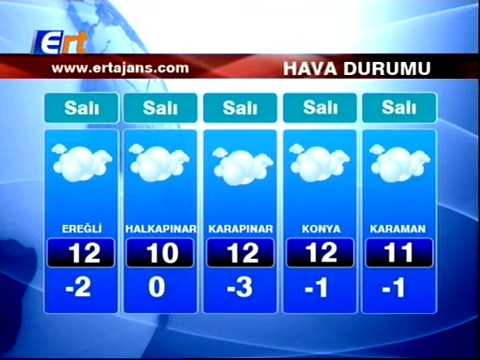 Ert
www.ertajans.com
HAVA DURUMU
Salı Salı Salı Salı Salı
EREĞLİ HALKAPINAR KARAPINAR KONYA KARAMAN
12 10 12 12 11
-2 0 -3 -1 -1